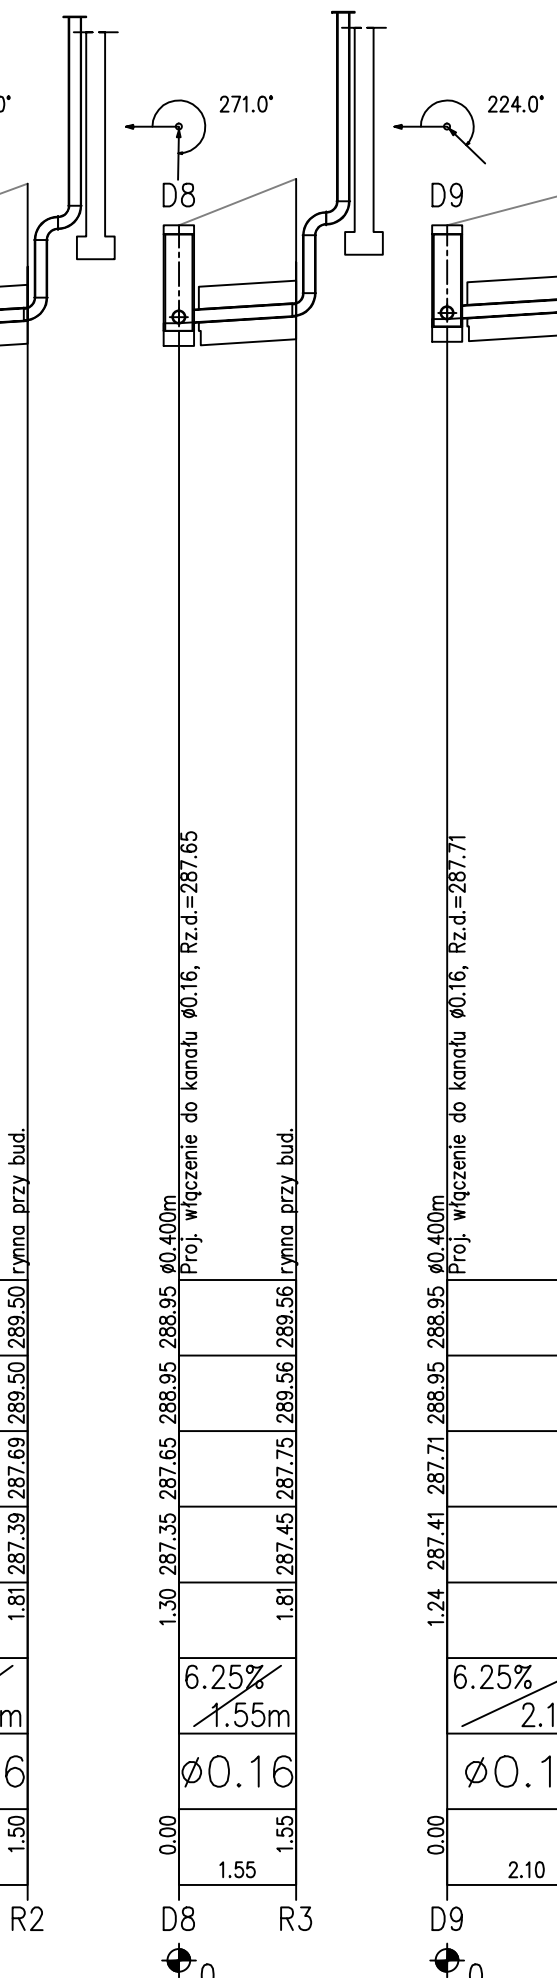 271.0°
224.0°
D8
D9
Proj. włączenie do kanału ø0.16, Rz.d.=287.65
Proj. włączenie do kanału ø0.16, Rz.d.=287.71
rynna przy bud.
ø0.400m
rynna przy bud.
ø0.400m
289.50
288.95
289.56
288.95
289.50
288.95
289.56
288.95
287.69
287.65
287.75
287.71
287.39
287.35
287.45
287.41
1.81
1.30
1.81
1.24
6.25%
6.25%
m
1.55m
2.1
6
ø0.16
ø0.1
1.50
0.00
1.55
0.00
1.55
2.10
R2
D8
R3
D9